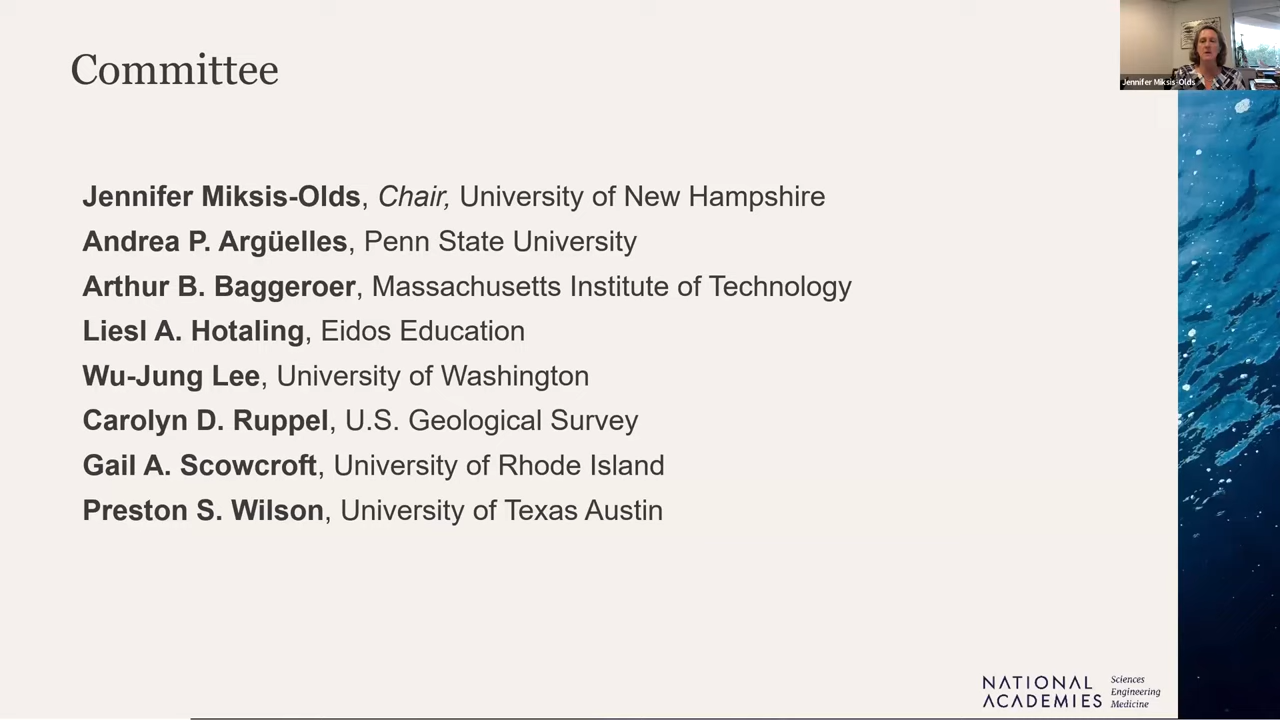 Committee
Jennifer Miksis-Olds
Jennifer Miksis-Olds, Chair, University of New Hampshire
Andrea P. Argüelles, Penn State University
Arthur B. Baggeroer, Massachusetts Institute of Technology
Liesl A. Hotaling, Eidos Education
Wu-Jung Lee, University of Washington
Carolyn D. Ruppel, U.S. Geological Survey
Gail A. Scowcroft, University of Rhode Island
Preston S. Wilson, University of Texas Austin
NATIONAL
ACADEMIES
Sciences
Engineering
Medicine